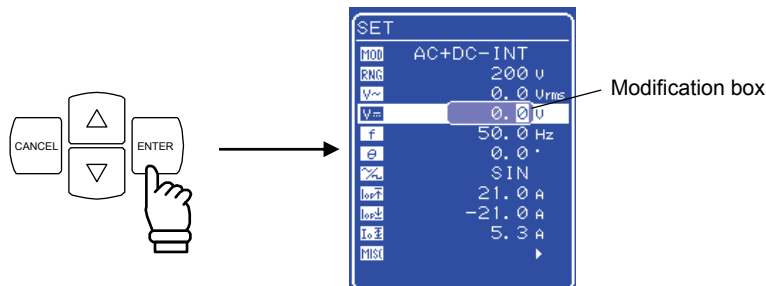 SET
MOD AC+DC-INT
RNG 200 V
V~ 0.0 Vrms
V⎓ 0.0 V
f 50.0 Hz
θ 0.0 °
SIN
21.0 A
-21.0 A
5.3 A
MISC
Modification box
CANCEL
ENTER